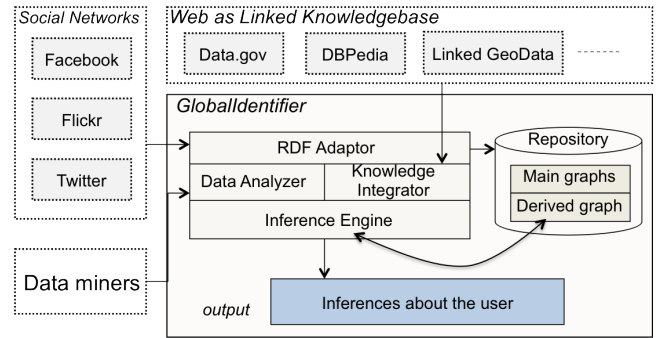 Social Networks
Facebook
Flickr
Twitter
Data miners
Web as Linked Knowledgebase
Data.gov
DBPedia
Linked GeoData
GlobalIdentifier
RDF Adaptor
Data Analyzer
Knowledge
Integrator
Inference Engine
Repository
Main graphs
Derived graph
output
Inferences about the user